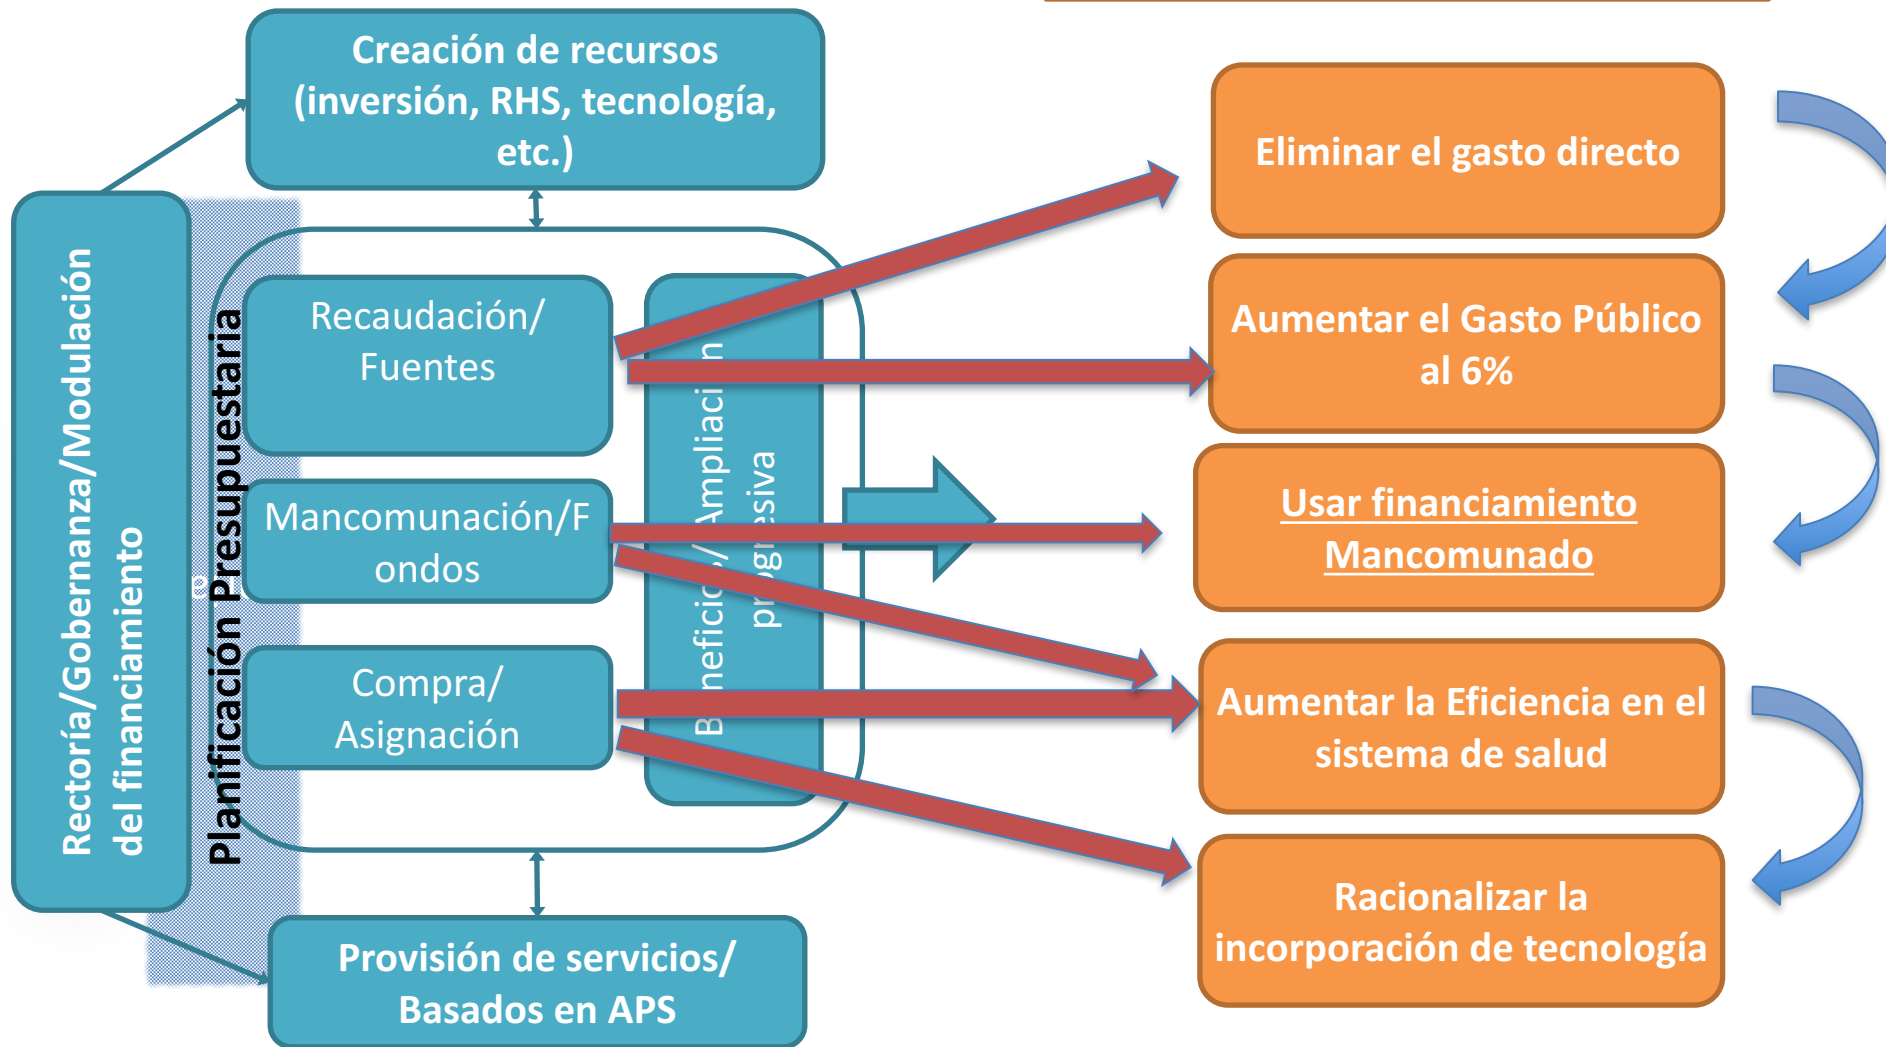 Creación de recursos
(inversión, RHS, tecnología,
etc.)
Rectoría/Gobernanza/Modulación
del financiamiento
Planificación Presupuestaria
Recaudación/
Fuentes
Mancomunación/F
ondos
Compra/
Asignación
progresiva
Provisión de servicios/
Basados en APS
Eliminar el gasto directo
Aumentar el Gasto Público
al 6%
Usar financiamiento
Mancomunado
Aumentar la Eficiencia en el
sistema de salud
Racionalizar la
incorporación de tecnología